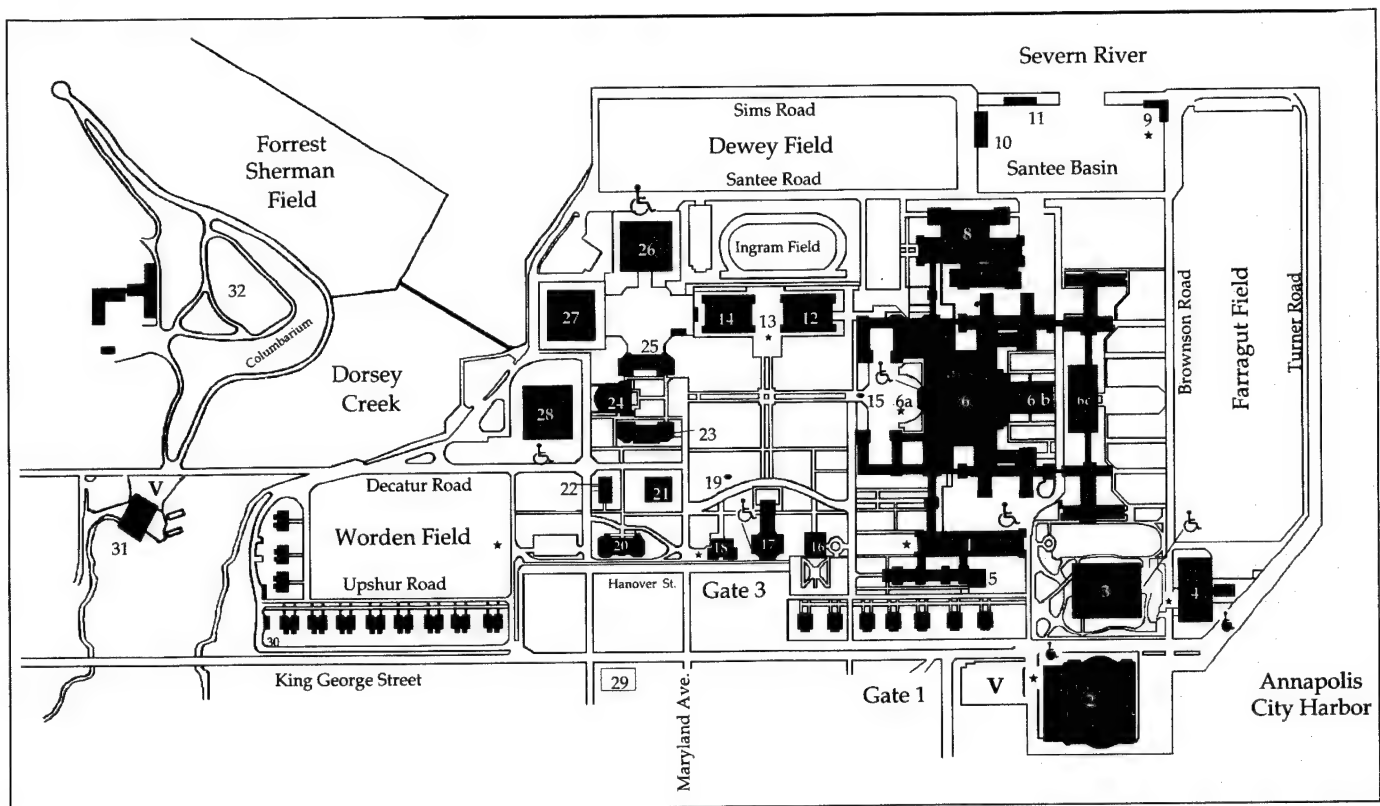 Severn River
Forrest
Sherman
Field
Sims Road
Dewey Field
Santee Road
11
9
10
Santee Basin
8
26
Ingram Field
32
Columbarium
27
14
13
12
25
Dorsey
Creek
28
24
23
15
6a
6
6b
6c
Brownson Road
Farragut Field
Turner Road
V
Decatur Road
22
21
19
31
Worden Field
20
18
17
16
1
Upshur Road
Hanover St.
Gate 3
5
3
4
30
King George Street
29
Maryland Ave.
Gate 1
V
2
Annapolis
City Harbor